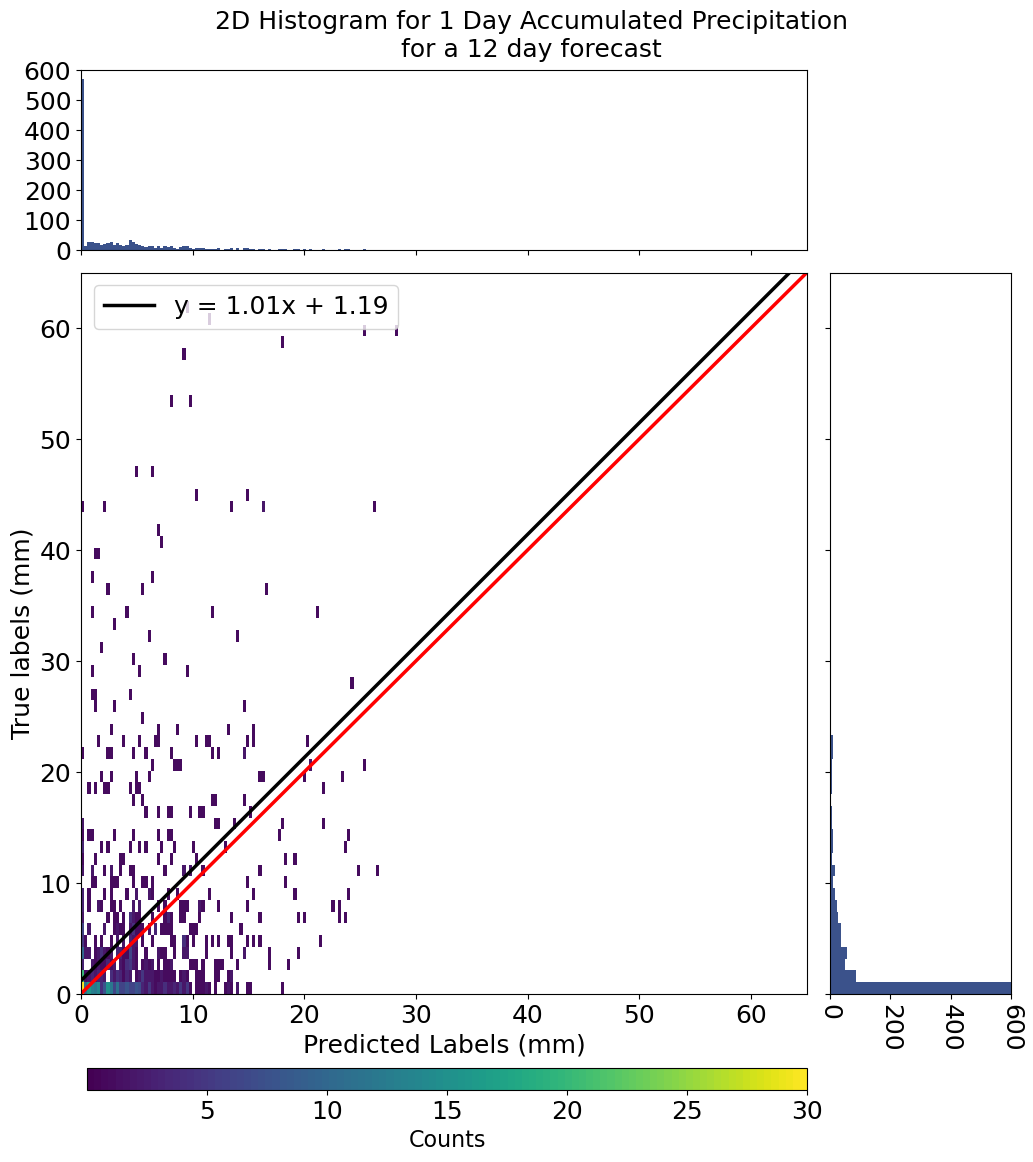 2D Histogram for 1 Day Accumulated Precipitation
for a 12 day forecast
600
500
400
300
200
100
0
y = 1.01x + 1.19
60
50
40
30
20
10
0
True labels (mm)
0 10 20 30 40 50 60
Predicted Labels (mm)
0 200 400 600
5 10 15 20 25 30
Counts